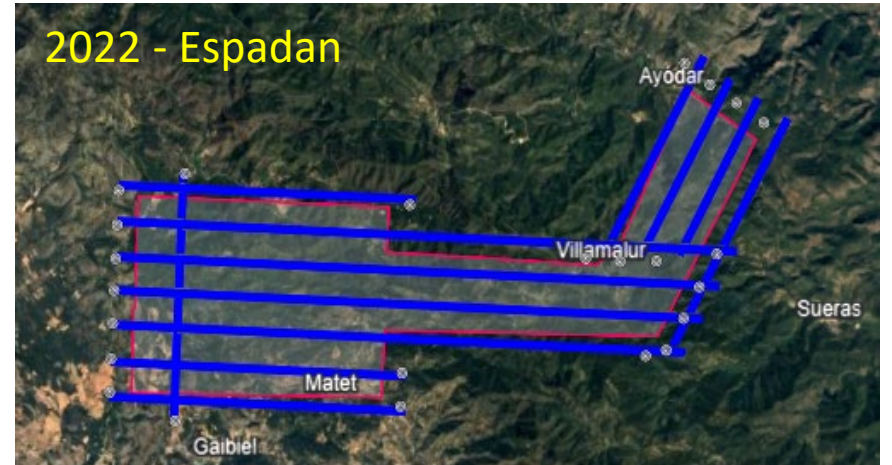 2022 - Espadan
Ayódar
Villamalur
Sueras
Matet
Gaibiel